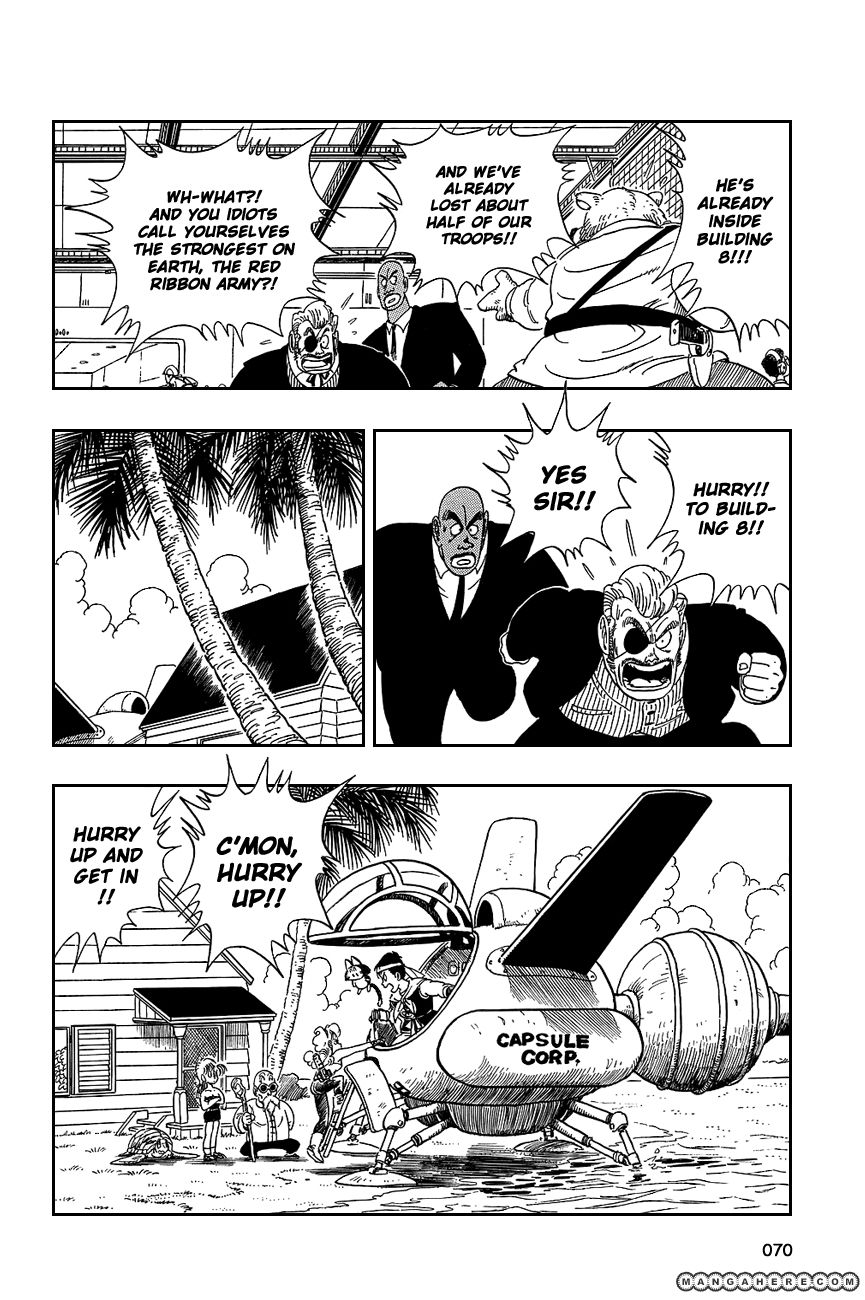 HE'S
ALREADY
INSIDE
BUILDING
8!!!
AND WE'VE
ALREADY
LOST ABOUT
HALF OF OUR
TROOPS!!
WH-WHAT?!
AND YOU IDIOTS
CALL YOURSELVES
THE STRONGEST ON
EARTH, THE RED
RIBBON ARMY?!
HURRY!!
TO BUILD-
ING 8!!
YES
SIR!!
C'MON,
HURRY
UP!!
HURRY
UP AND
GET IN
!!
CAPSULE
CORP.
070
MANGAHERE.COM